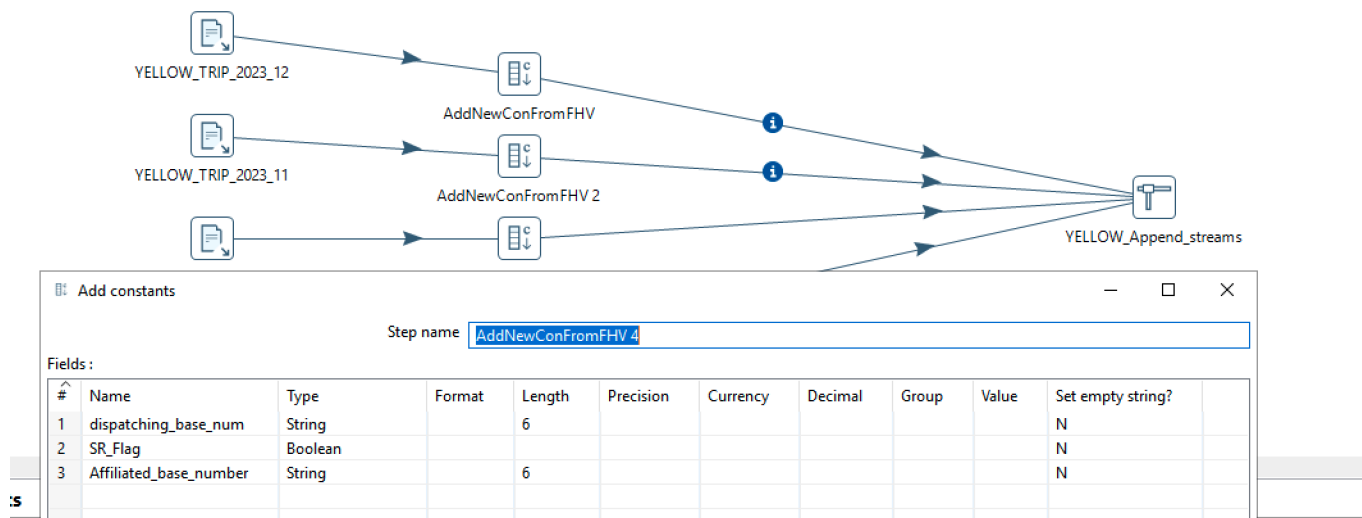 YELLOW_TRIP_2023_12
AddNewConFromFHV
YELLOW_TRIP_2023_11
AddNewConFromFHV 2
YELLOW_Append_streams
Add constants
Step name AddNewConFromFHV 4
Fields :
# Name Type Format Length Precision Currency Decimal Group Value Set empty string?
1 dispatching_base_num String 6 N
2 SR_Flag Boolean N
3 Affiliated_base_number String 6 N